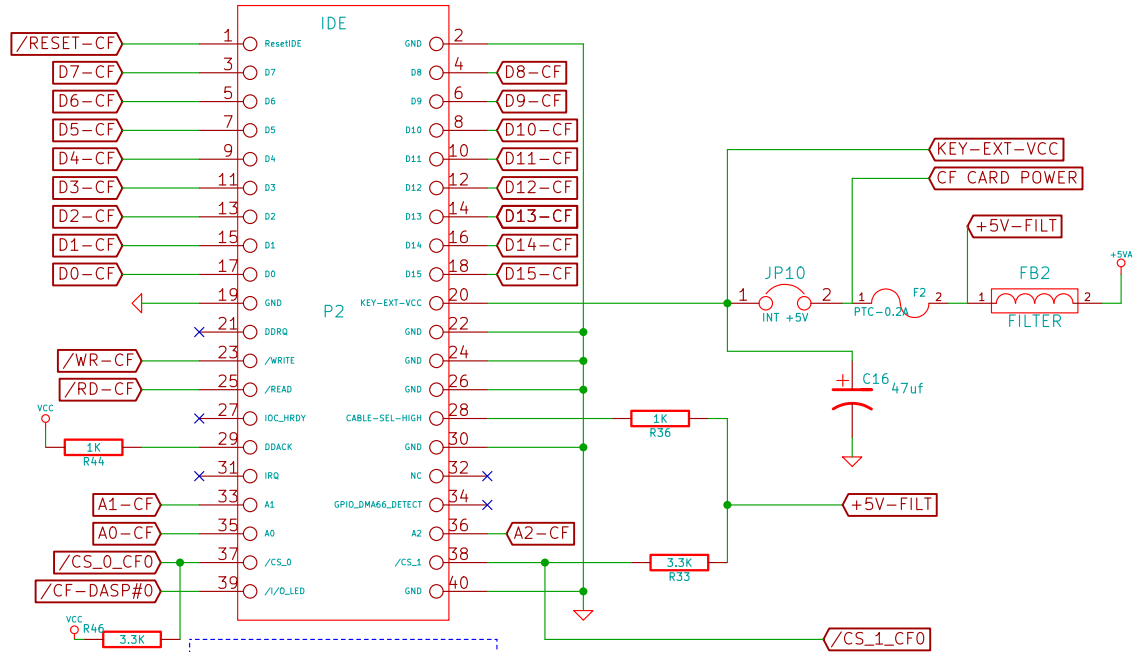 IDE
/RESET-CF 1 ResetIDE GND 2
D7-CF 3 D7 D8 4 D8-CF
D6-CF 5 D6 D9 6 D9-CF
D5-CF 7 D5 D10 8 D10-CF
D4-CF 9 D4 D11 10 D11-CF
D3-CF 11 D3 D12 12 D12-CF
D2-CF 13 D2 D13 14 D13-CF
D1-CF 15 D1 D14 16 D14-CF
D0-CF 17 D0 D15 18 D15-CF
19 GND KEY-EXT-VCC 20
P2
21 DDRQ GND 22
/WR-CF 23 /WRITE GND 24
/RD-CF 25 /READ GND 26
27 IOC_HRDY CABLE-SEL-HIGH 28
VCC
1K
R44
29 DDACK GND 30
31 IRQ NC 32
A1-CF 33 A1 GPIO_DMA66_DETECT 34
A0-CF 35 A0 A2 36 A2-CF
/CS_0_CF0 37 /CS_0 /CS_1 38
/CF-DASP#0 39 /I/O_LED GND 40
VCC
R46
3.3K
KEY-EXT-VCC
CF CARD POWER
+5V-FILT
+5VA
JP10
1 2
INT +5V
F2
1 2
PTC-0.2A
FB2
1 2
FILTER
C16
47uf
1K
R36
+5V-FILT
3.3K
R33
/CS_1_CF0